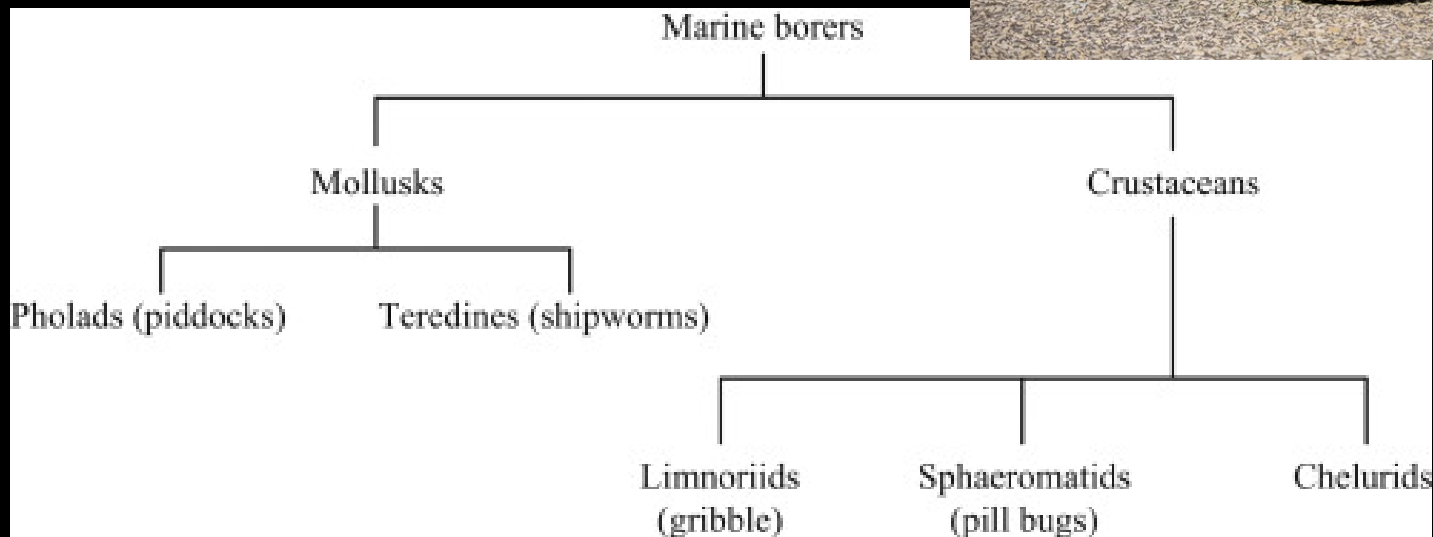 Marine borers
Mollusks
Crustaceans
Pholads (piddocks)
Teredines (shipworms)
Limnoriids
(gribble)
Sphaeromatids
(pill bugs)
Chelurids